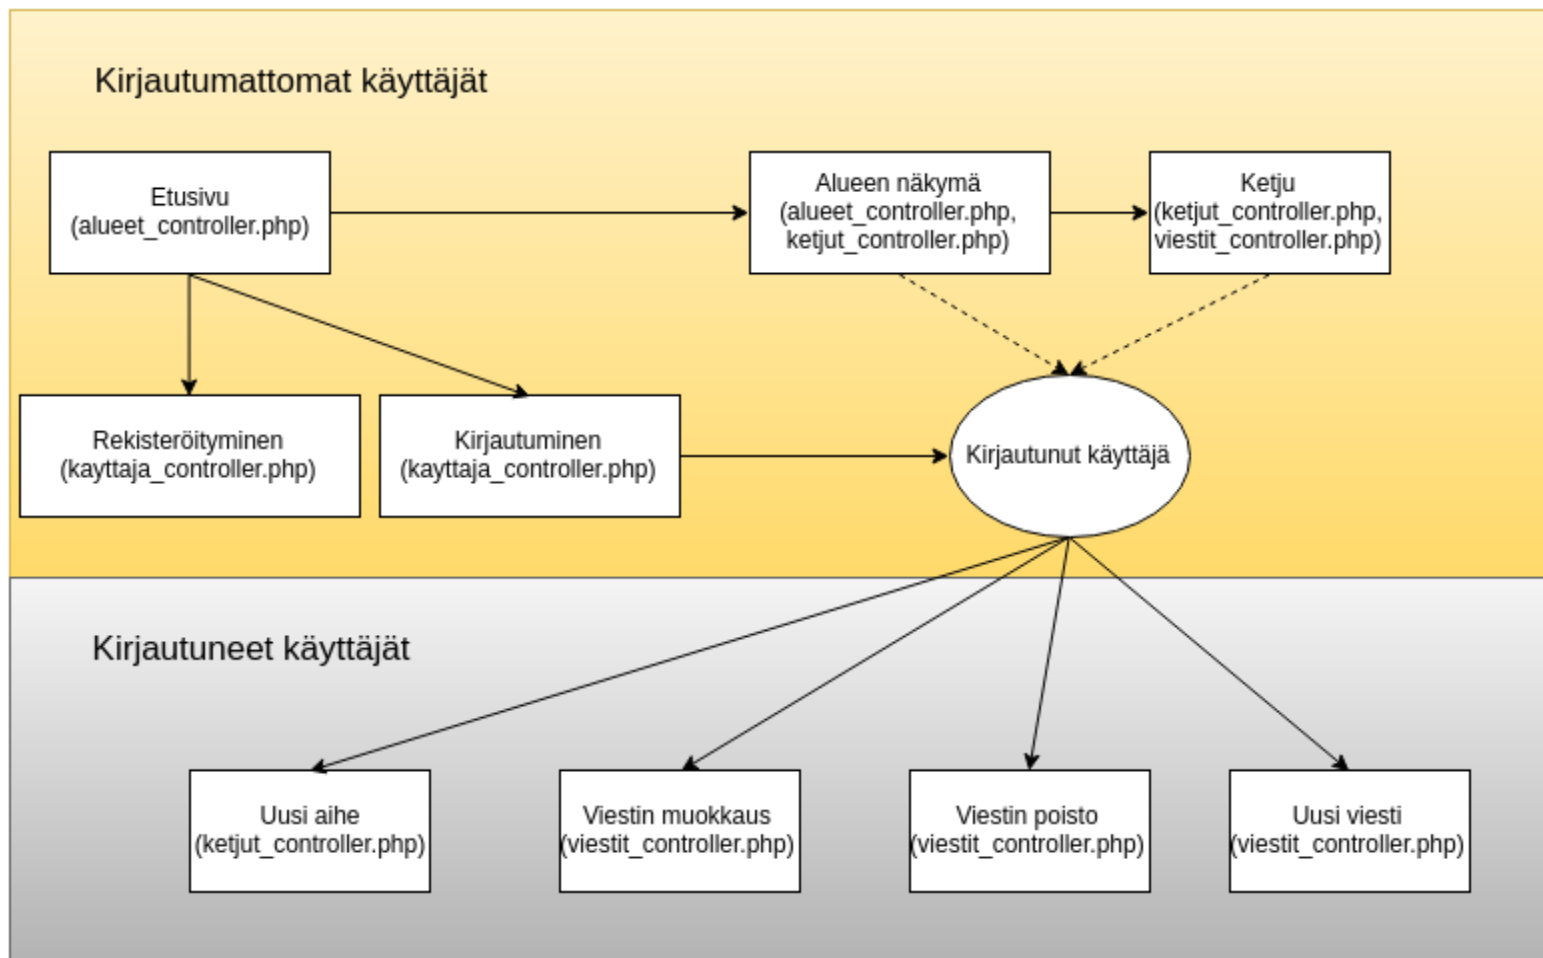 Kirjautumattomat käyttäjät
Etusivu
(alueet_controller.php)
Alueen näkymä
(alueet_controller.php,
ketjut_controller.php)
Ketju
(ketjut_controller.php,
viestit_controller.php)
Rekisteröityminen
(kayttaja_controller.php)
Kirjautuminen
(kayttaja_controller.php)
Kirjautunut käyttäjä
Kirjautuneet käyttäjät
Uusi aihe
(ketjut_controller.php)
Viestin muokkaus
(viestit_controller.php)
Viestin poisto
(viestit_controller.php)
Uusi viesti
(viestit_controller.php)